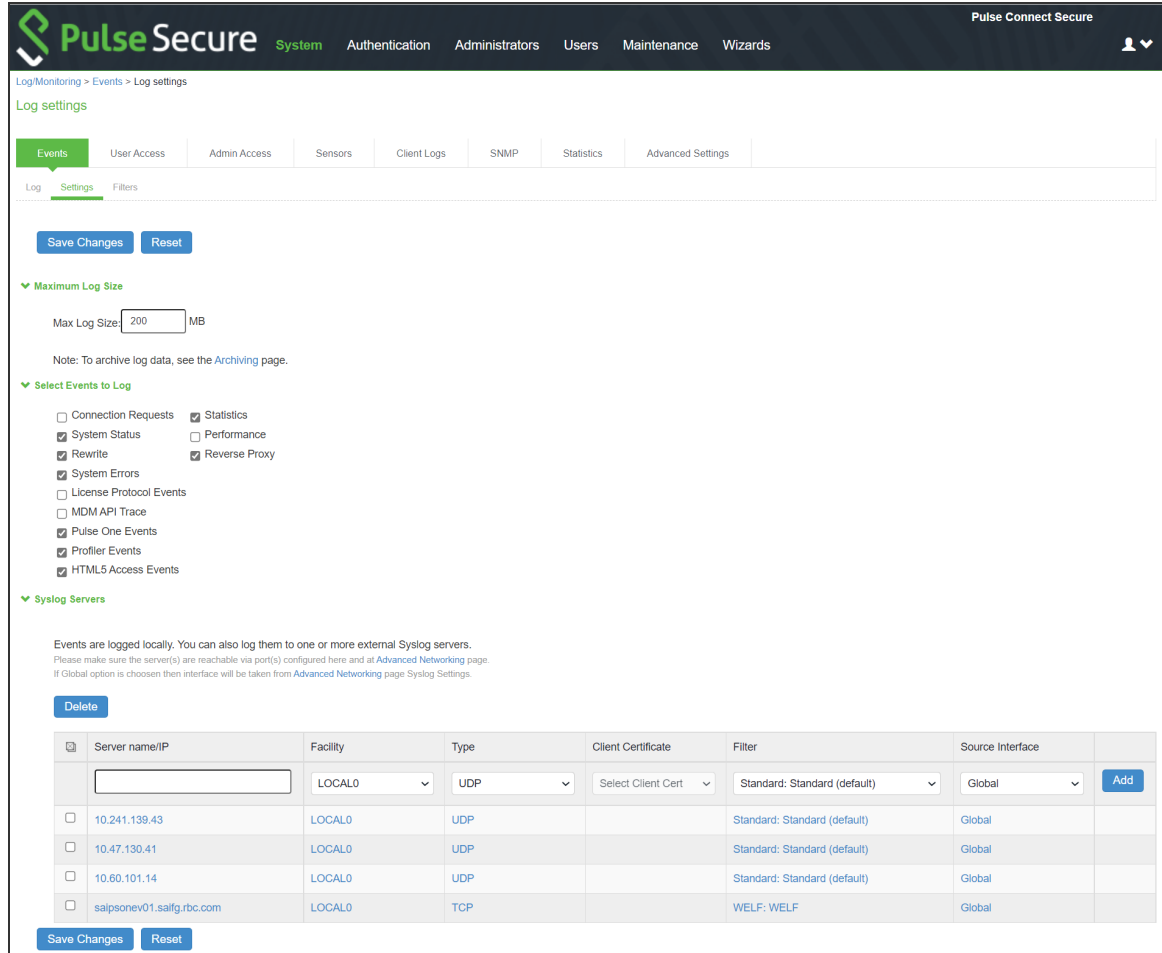 Pulse Connect Secure
Pulse Secure System Authentication Administrators Users Maintenance Wizards
Log/Monitoring > Events > Log settings
Log settings
Events User Access Admin Access Sensors Client Logs SNMP Statistics Advanced Settings
Log Settings Filters
Save Changes Reset
Maximum Log Size
Max Log Size: 200 MB
Note: To archive log data, see the Archiving page.
Select Events to Log
Connection Requests Statistics
System Status Performance
Rewrite Reverse Proxy
System Errors
License Protocol Events
MDM API Trace
Pulse One Events
Profiler Events
HTML5 Access Events
Syslog Servers
Events are logged locally. You can also log them to one or more external Syslog servers.
Please make sure the server(s) are reachable via port(s) configured here and at Advanced Networking page.
If Global option is choosen then interface will be taken from Advanced Networking page Syslog Settings.
Delete
Server name/IP Facility Type Client Certificate Filter Source Interface
LOCAL0 UDP Select Client Cert Standard: Standard (default) Global Add
10.241.139.43 LOCAL0 UDP Standard: Standard (default) Global
10.47.130.41 LOCAL0 UDP Standard: Standard (default) Global
10.60.101.14 LOCAL0 UDP Standard: Standard (default) Global
saipsonev01.saifg.rbc.com LOCAL0 TCP WELF: WELF Global
Save Changes Reset